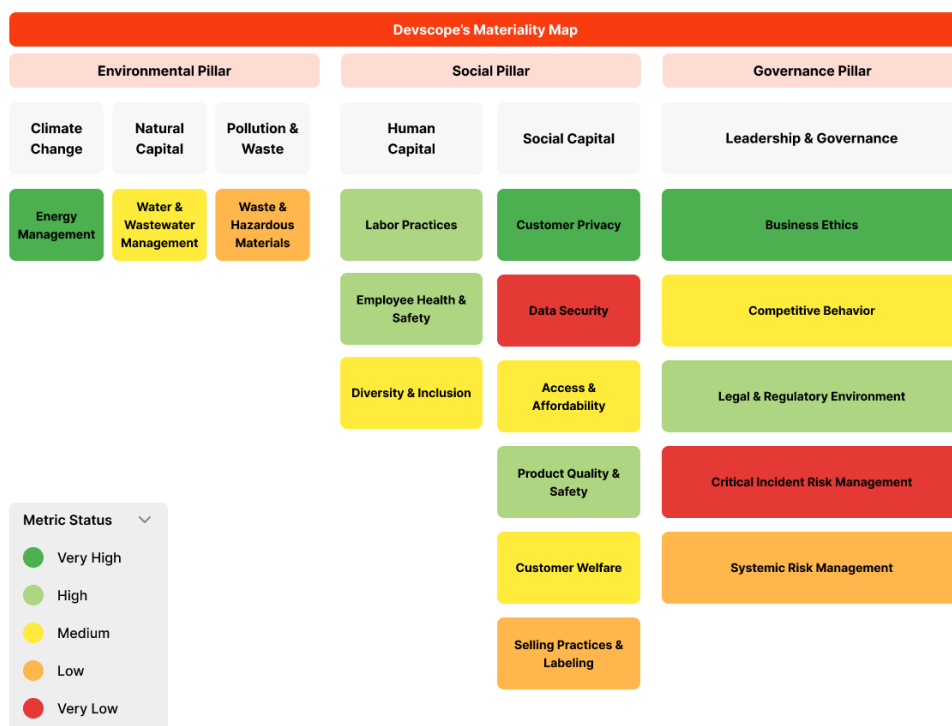 Devscope's Materiality Map
Environmental Pillar
Social Pillar
Governance Pillar
Climate
Change
Natural
Capital
Pollution &
Waste
Human
Capital
Social Capital
Leadership & Governance
Energy
Management
Water &
Wastewater
Management
Waste &
Hazardous
Materials
Labor Practices
Customer Privacy
Business Ethics
Employee Health &
Safety
Data Security
Competitive Behavior
Diversity & Inclusion
Access &
Affordability
Legal & Regulatory Environment
Product Quality &
Safety
Critical Incident Risk Management
Customer Welfare
Systemic Risk Management
Selling Practices &
Labeling
Metric Status
Very High
High
Medium
Low
Very Low